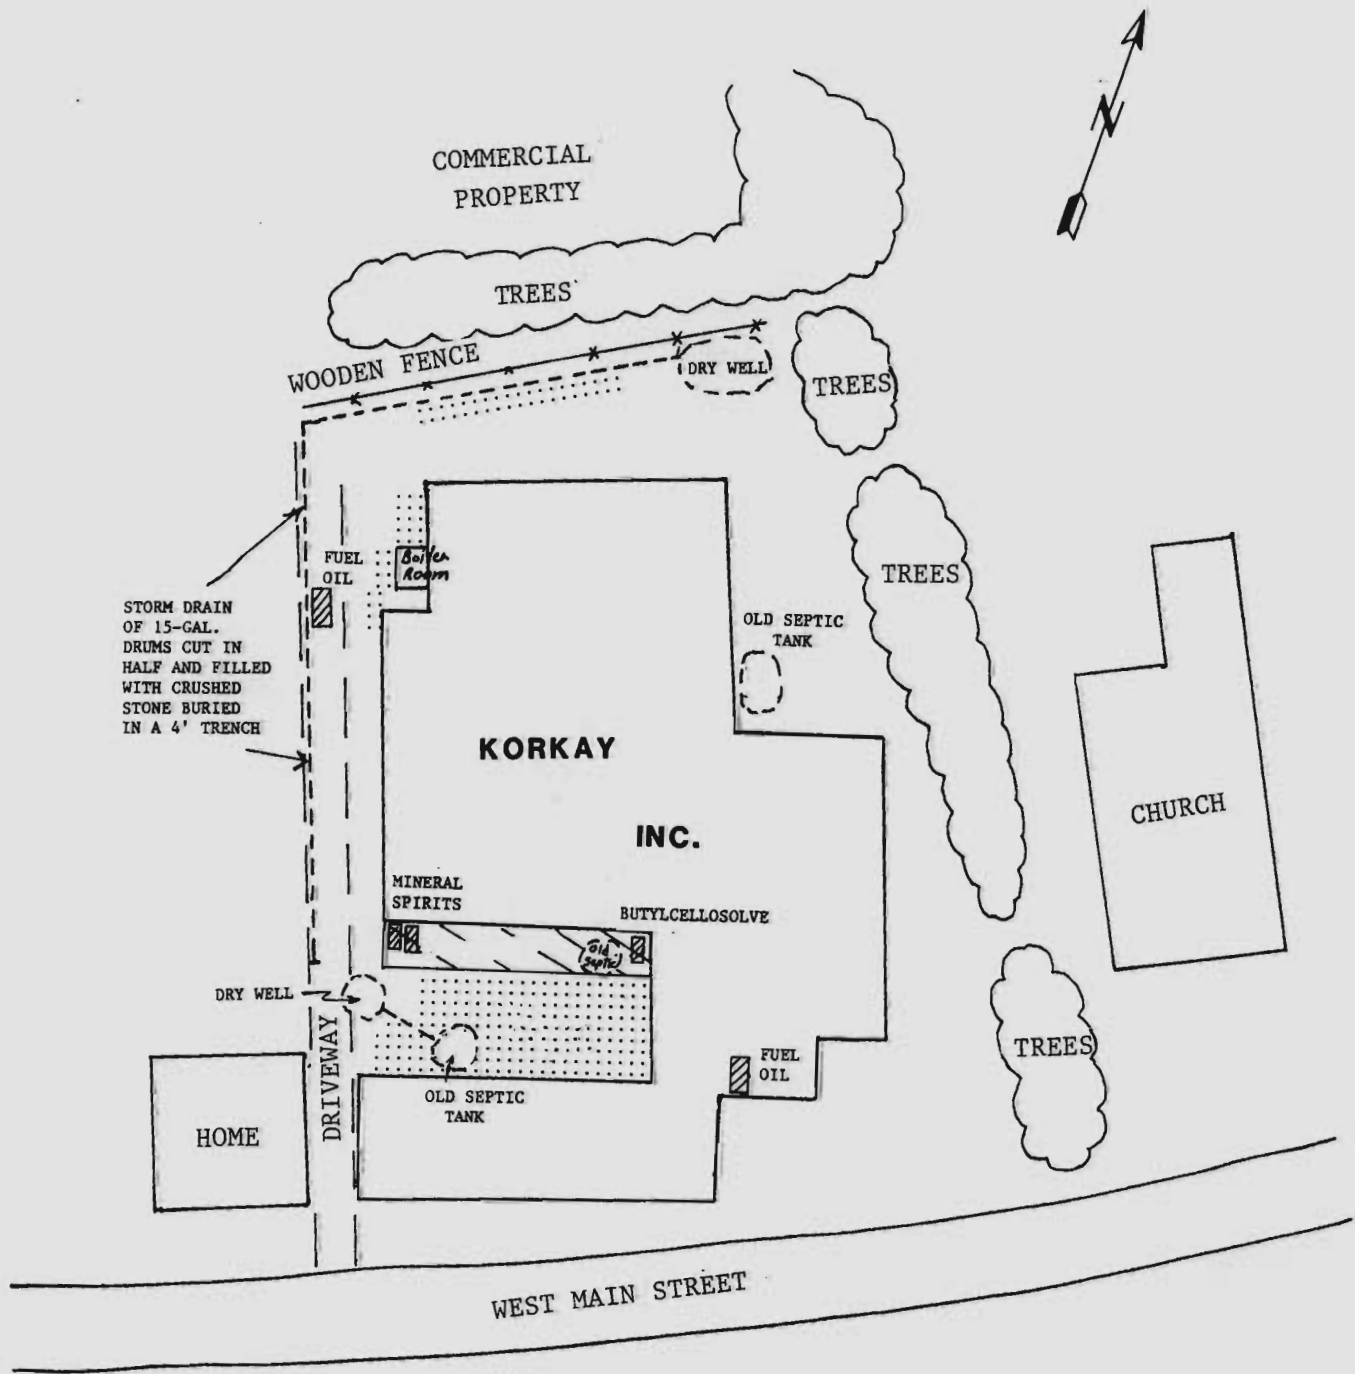 N
COMMERCIAL
PROPERTY
TREES
WOODEN FENCE
DRY WELL
TREES
FUEL
OIL
Boiler
Room
TREES
STORM DRAIN
OF 15-GAL.
DRUMS CUT IN
HALF AND FILLED
WITH CRUSHED
STONE BURIED
IN A 4' TRENCH
OLD SEPTIC
TANK
KORKAY
INC.
CHURCH
MINERAL
SPIRITS
BUTYLCELLOSOLVE
old
septic
DRY WELL
DRIVEWAY
TREES
FUEL
OIL
OLD SEPTIC
TANK
HOME
WEST MAIN STREET